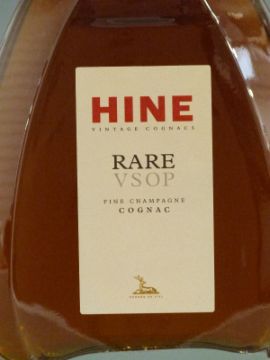 HINE
VINTAGE COGNACS
RARE
VSOP
FINE CHAMPAGNE
COGNAC